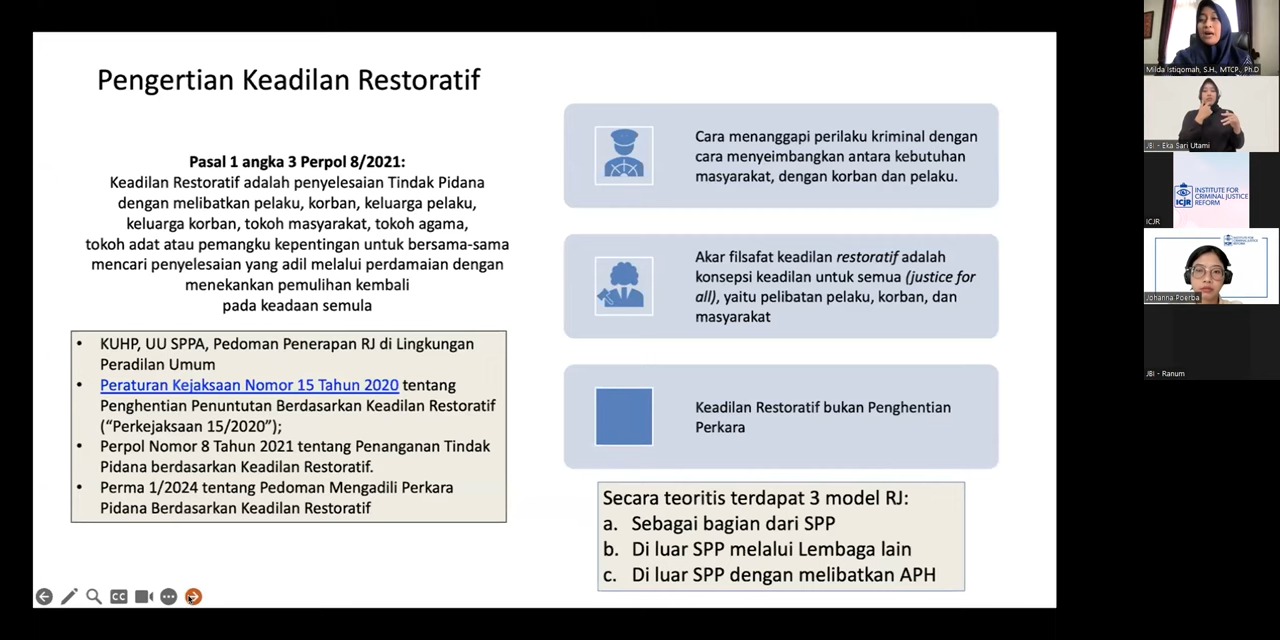 Pengertian Keadilan Restoratif
Pasal 1 angka 3 Perpol 8/2021:
Keadilan Restoratif adalah penyelesaian Tindak Pidana
dengan melibatkan pelaku, korban, keluarga pelaku,
keluarga korban, tokoh masyarakat, tokoh agama,
tokoh adat atau pemangku kepentingan untuk bersama-sama
mencari penyelesaian yang adil melalui perdamaian dengan
menekankan pemulihan kembali
pada keadaan semula
• KUHP, UU SPPA, Pedoman Penerapan RJ di Lingkungan
Peradilan Umum
• Peraturan Kejaksaan Nomor 15 Tahun 2020 tentang
Penghentian Penuntutan Berdasarkan Keadilan Restoratif
(“Perkejaksaan 15/2020”);
• Perpol Nomor 8 Tahun 2021 tentang Penanganan Tindak
Pidana berdasarkan Keadilan Restoratif.
• Perma 1/2024 tentang Pedoman Mengadili Perkara
Pidana Berdasarkan Keadilan Restoratif
Cara menanggapi perilaku kriminal dengan
cara menyeimbangkan antara kebutuhan
masyarakat, dengan korban dan pelaku.
Akar filsafat keadilan restoratif adalah
konsepsi keadilan untuk semua (justice for
all), yaitu pelibatan pelaku, korban, dan
masyarakat
Keadilan Restoratif bukan Penghentian
Perkara
Secara teoritis terdapat 3 model RJ:
a. Sebagai bagian dari SPP
b. Di luar SPP melalui Lembaga lain
c. Di luar SPP dengan melibatkan APH
CC
Milda Istiqomah, S.H., MTCP., Ph.D
JBI - Eka Sari Utami
ICJR
INSTITUTE FOR
CRIMINAL JUSTICE
REFORM
ICJR
Johanna Poerba
JBI - Ranum